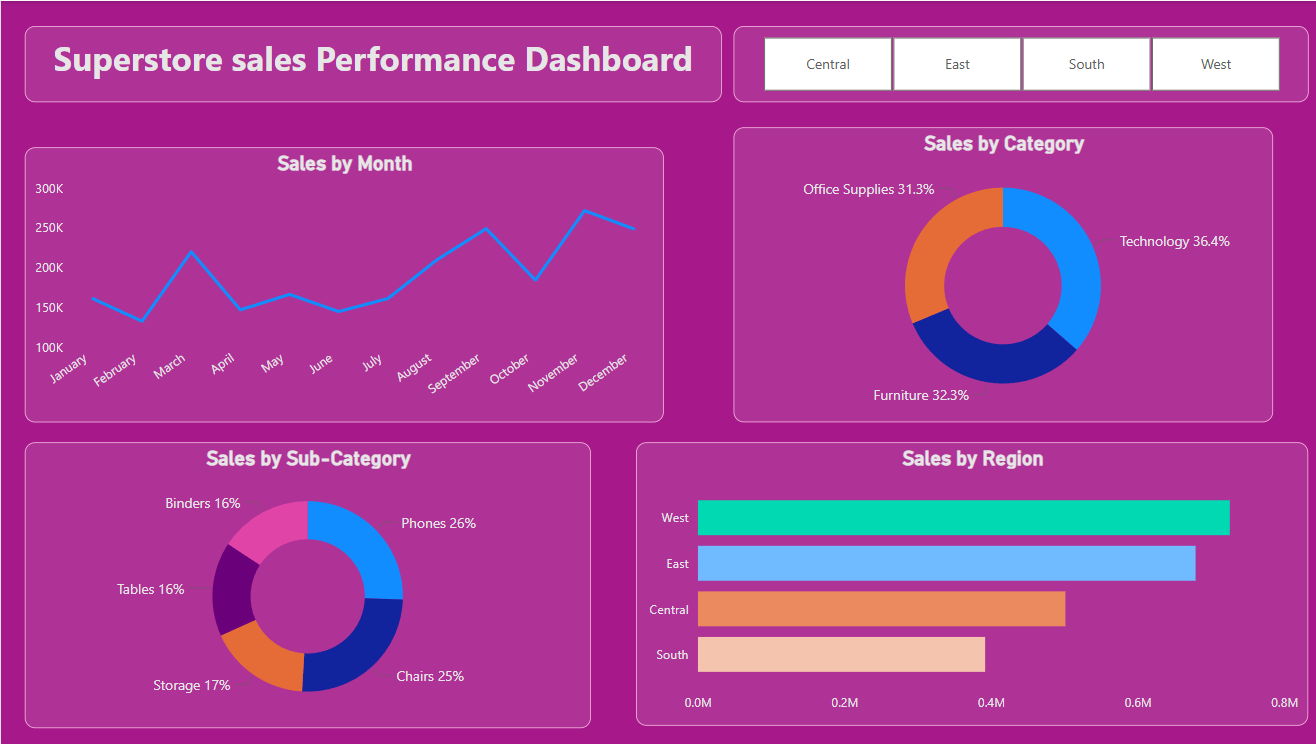 Superstore sales Performance Dashboard
Central
East
South
West
Sales by Month
300K
250K
200K
150K
100K
January
February
March
April
May
June
July
August
September
October
November
December
Sales by Category
Office Supplies 31.3%
Technology 36.4%
Furniture 32.3%
Sales by Sub-Category
Binders 16%
Phones 26%
Tables 16%
Chairs 25%
Storage 17%
Sales by Region
West
East
Central
South
0.0M
0.2M
0.4M
0.6M
0.8M